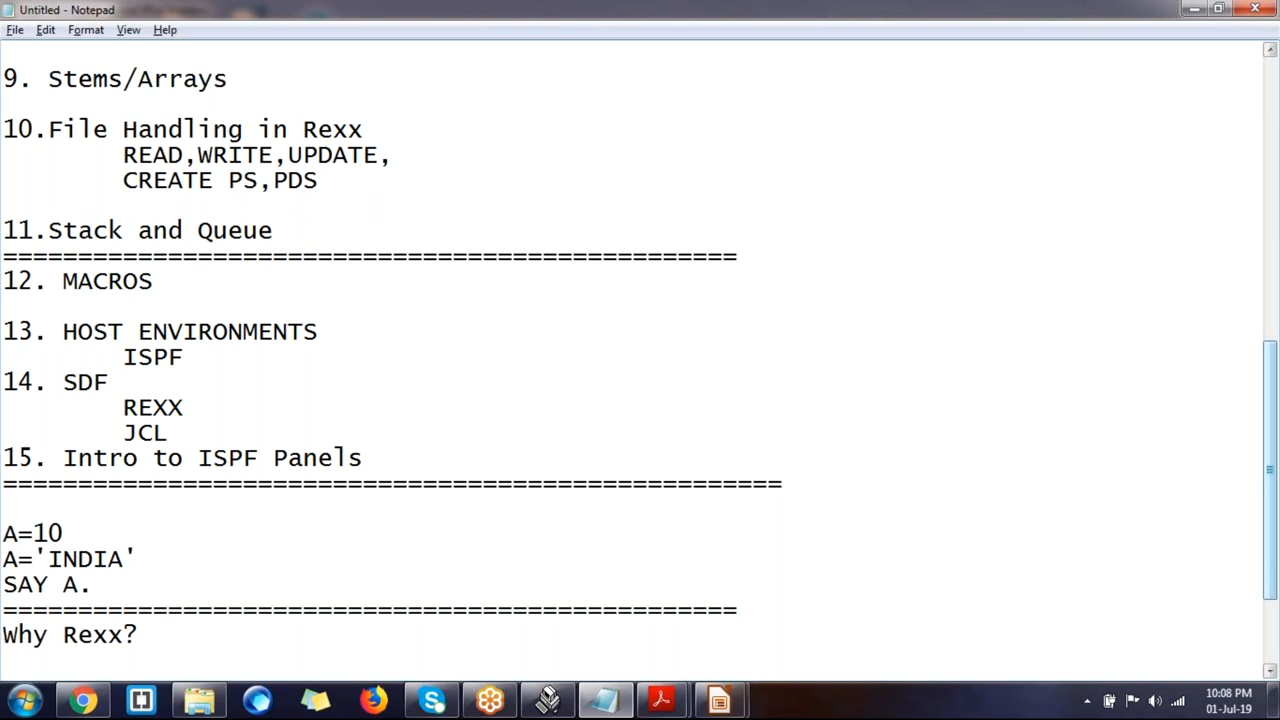 Untitled - Notepad
File Edit Format View Help
9. Stems/Arrays
10.File Handling in Rexx
READ,WRITE,UPDATE,
CREATE PS,PDS
11.Stack and Queue
=================================================
12. MACROS
13. HOST ENVIRONMENTS
ISPF
14. SDF
REXX
JCL
15. Intro to ISPF Panels
====================================================
A=10
A='INDIA'
SAY A.
=================================================
Why Rexx?
10:08 PM
01-Jul-19